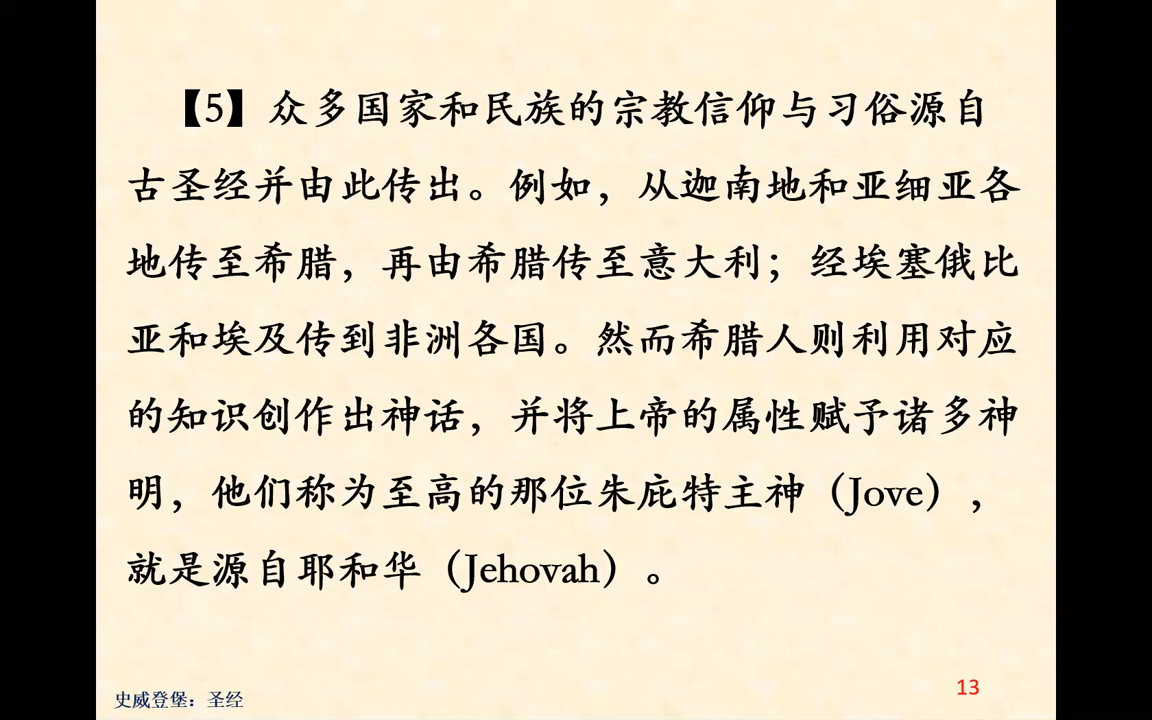 【5】众多国家和民族的宗教信仰与习俗源自
古圣经并由此传出。例如，从迦南地和亚细亚各
地传至希腊，再由希腊传至意大利；经埃塞俄比
亚和埃及传到非洲各国。然而希腊人则利用对应
的知识创作出神话，并将上帝的属性赋予诸多神
明，他们称为至高的那位朱庇特主神（Jove），
就是源自耶和华（Jehovah）。
史威登堡：圣经
13